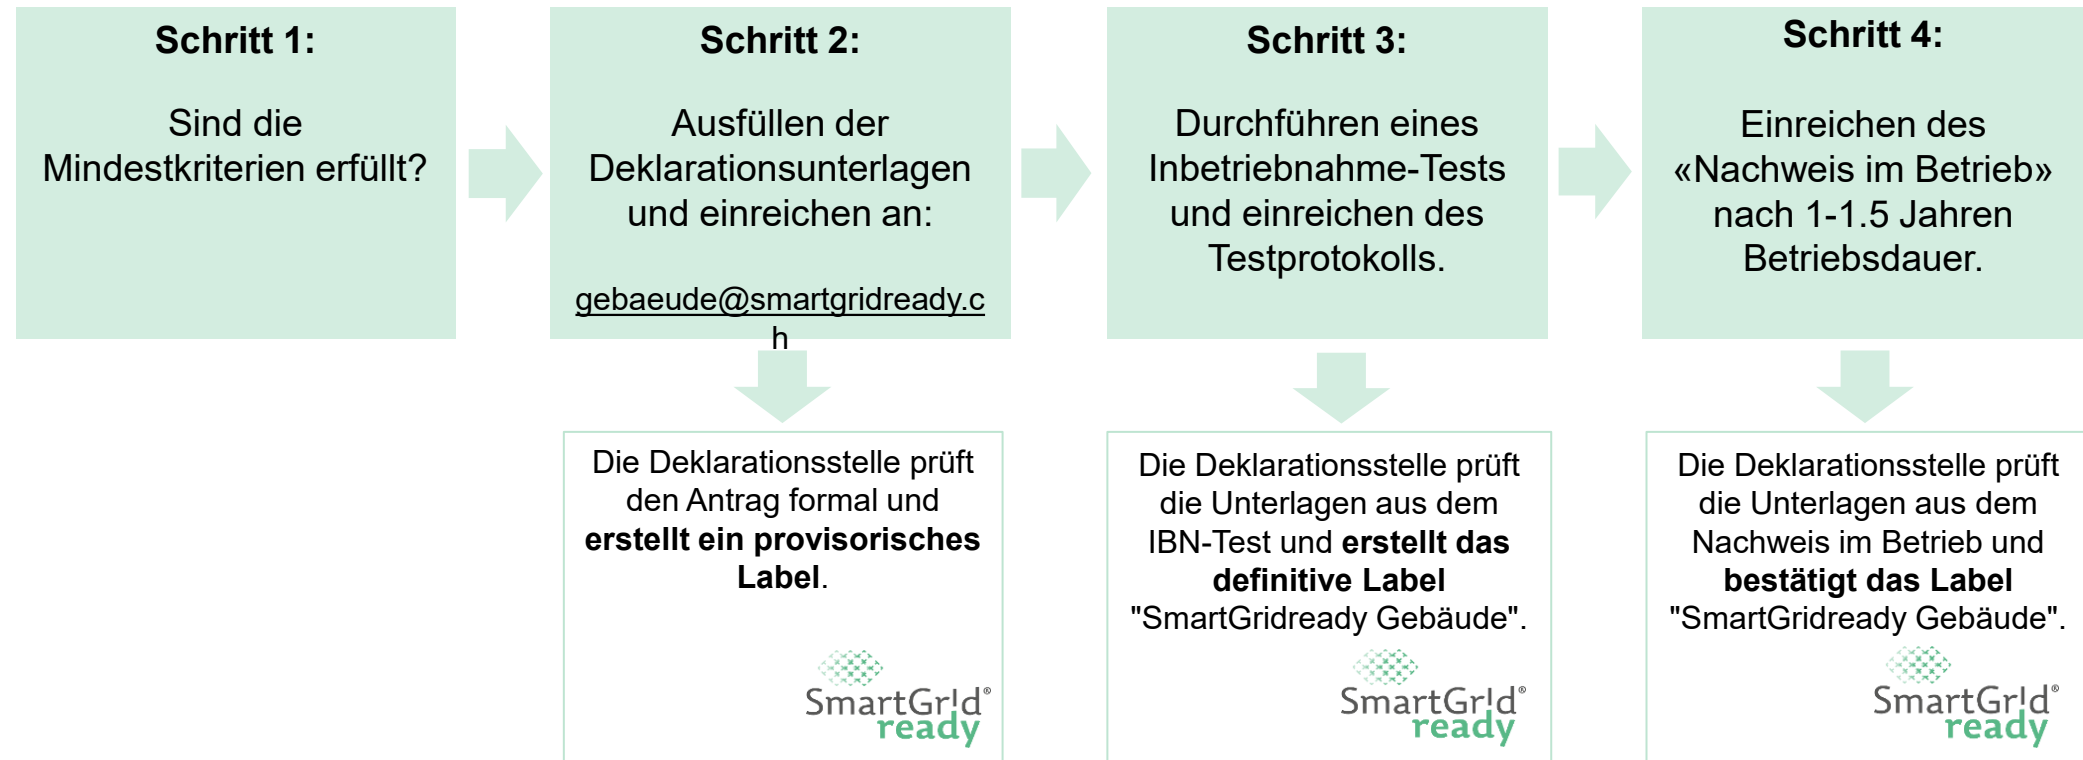 Schritt 1:
Sind die
Mindestkriterien erfüllt?
Schritt 2:
Ausfüllen der
Deklarationsunterlagen
und einreichen an:
gebaeude@smartgridready.c
h
Schritt 3:
Durchführen eines
Inbetriebnahme-Tests
und einreichen des
Testprotokolls.
Schritt 4:
Einreichen des
«Nachweis im Betrieb»
nach 1-1.5 Jahren
Betriebsdauer.
Die Deklarationsstelle prüft
den Antrag formal und
erstellt ein provisorisches
Label.
SmartGr!d®
ready
Die Deklarationsstelle prüft
die Unterlagen aus dem
IBN-Test und erstellt das
definitive Label
"SmartGridready Gebäude".
SmartGr!d®
ready
Die Deklarationsstelle prüft
die Unterlagen aus dem
Nachweis im Betrieb und
bestätigt das Label
"SmartGridready Gebäude".
SmartGr!d®
ready